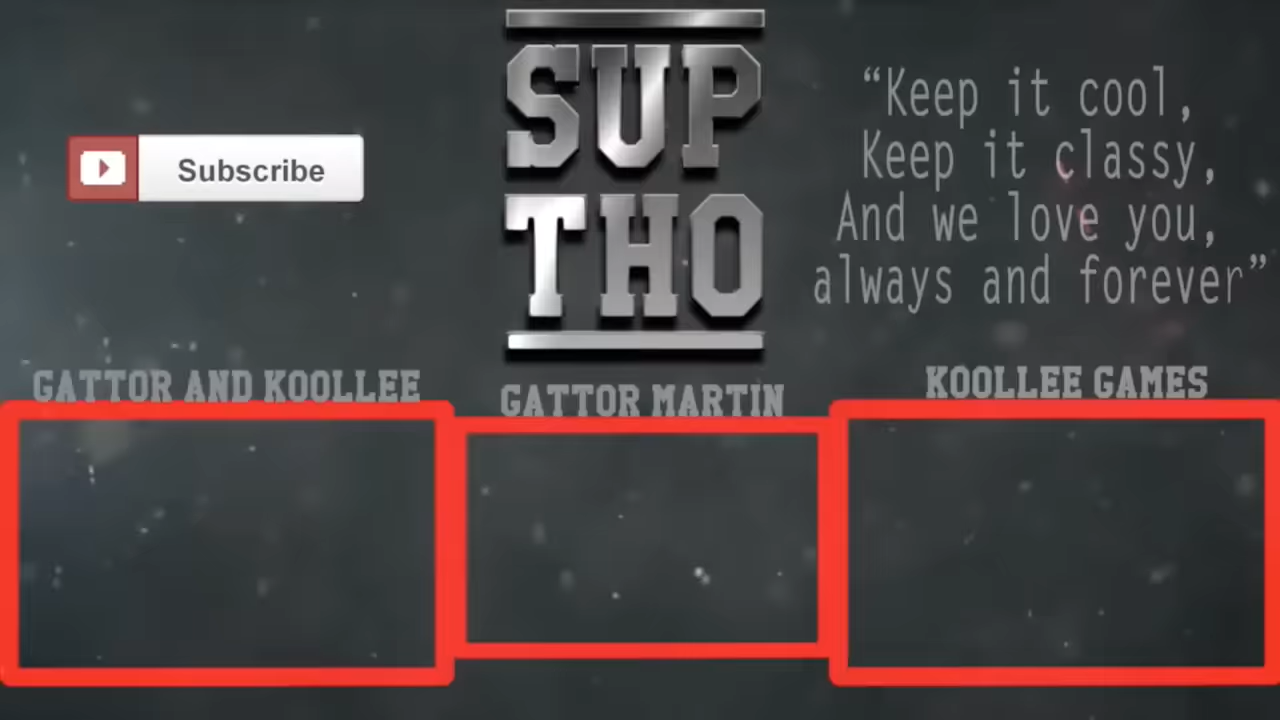 SUP
THO
Subscribe
“Keep it cool,
Keep it classy,
And we love you,
always and forever”
GATTOR AND KOOLLEE
GATTOR MARTIN
KOOLLEE GAMES